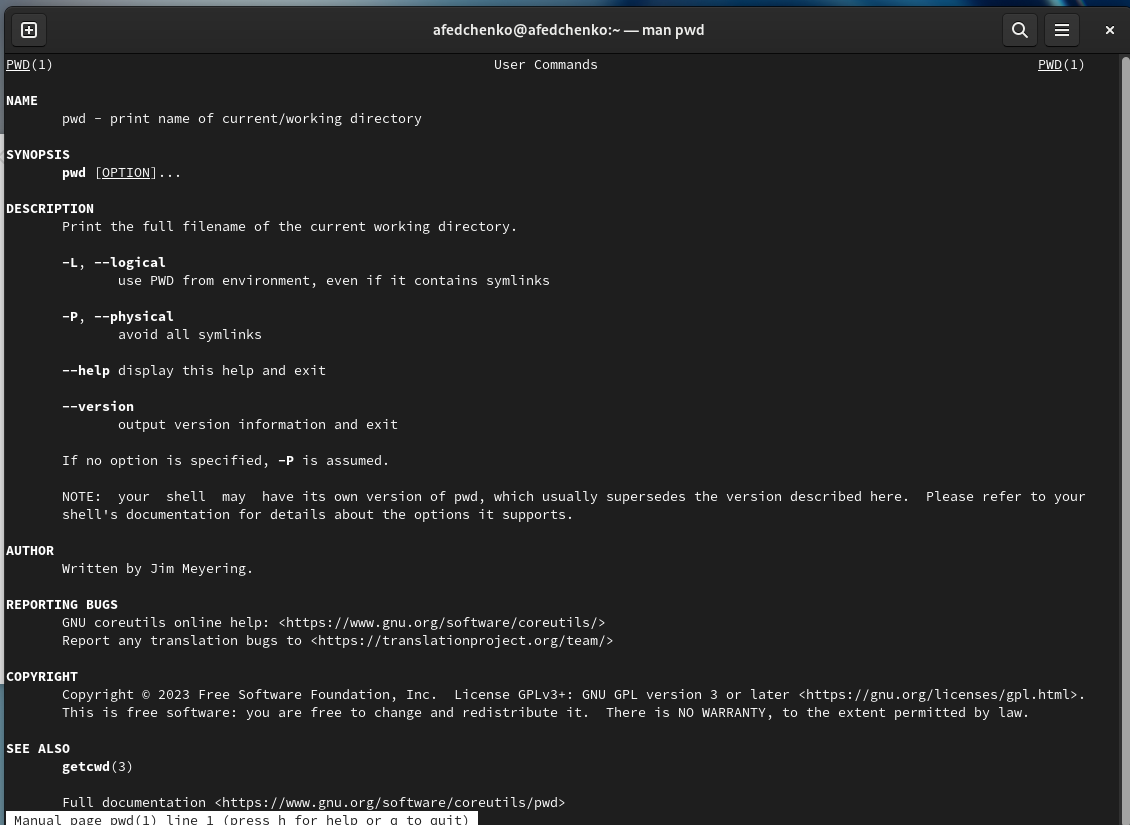 afedchenko@afedchenko:~ — man pwd
PWD(1) User Commands PWD(1)
NAME
pwd - print name of current/working directory
SYNOPSIS
pwd [OPTION]...
DESCRIPTION
Print the full filename of the current working directory.
-L, --logical
use PWD from environment, even if it contains symlinks
-P, --physical
avoid all symlinks
--help display this help and exit
--version
output version information and exit
If no option is specified, -P is assumed.
NOTE:  your  shell  may  have its own version of pwd, which usually supersedes the version described here.  Please refer to your
shell's documentation for details about the options it supports.
AUTHOR
Written by Jim Meyering.
REPORTING BUGS
GNU coreutils online help: <https://www.gnu.org/software/coreutils/>
Report any translation bugs to <https://translationproject.org/team/>
COPYRIGHT
Copyright © 2023 Free Software Foundation, Inc.  License GPLv3+: GNU GPL version 3 or later <https://gnu.org/licenses/gpl.html>.
This is free software: you are free to change and redistribute it.  There is NO WARRANTY, to the extent permitted by law.
SEE ALSO
getcwd(3)
Full documentation <https://www.gnu.org/software/coreutils/pwd>
Manual page pwd(1) line 1 (press h for help or q to quit)